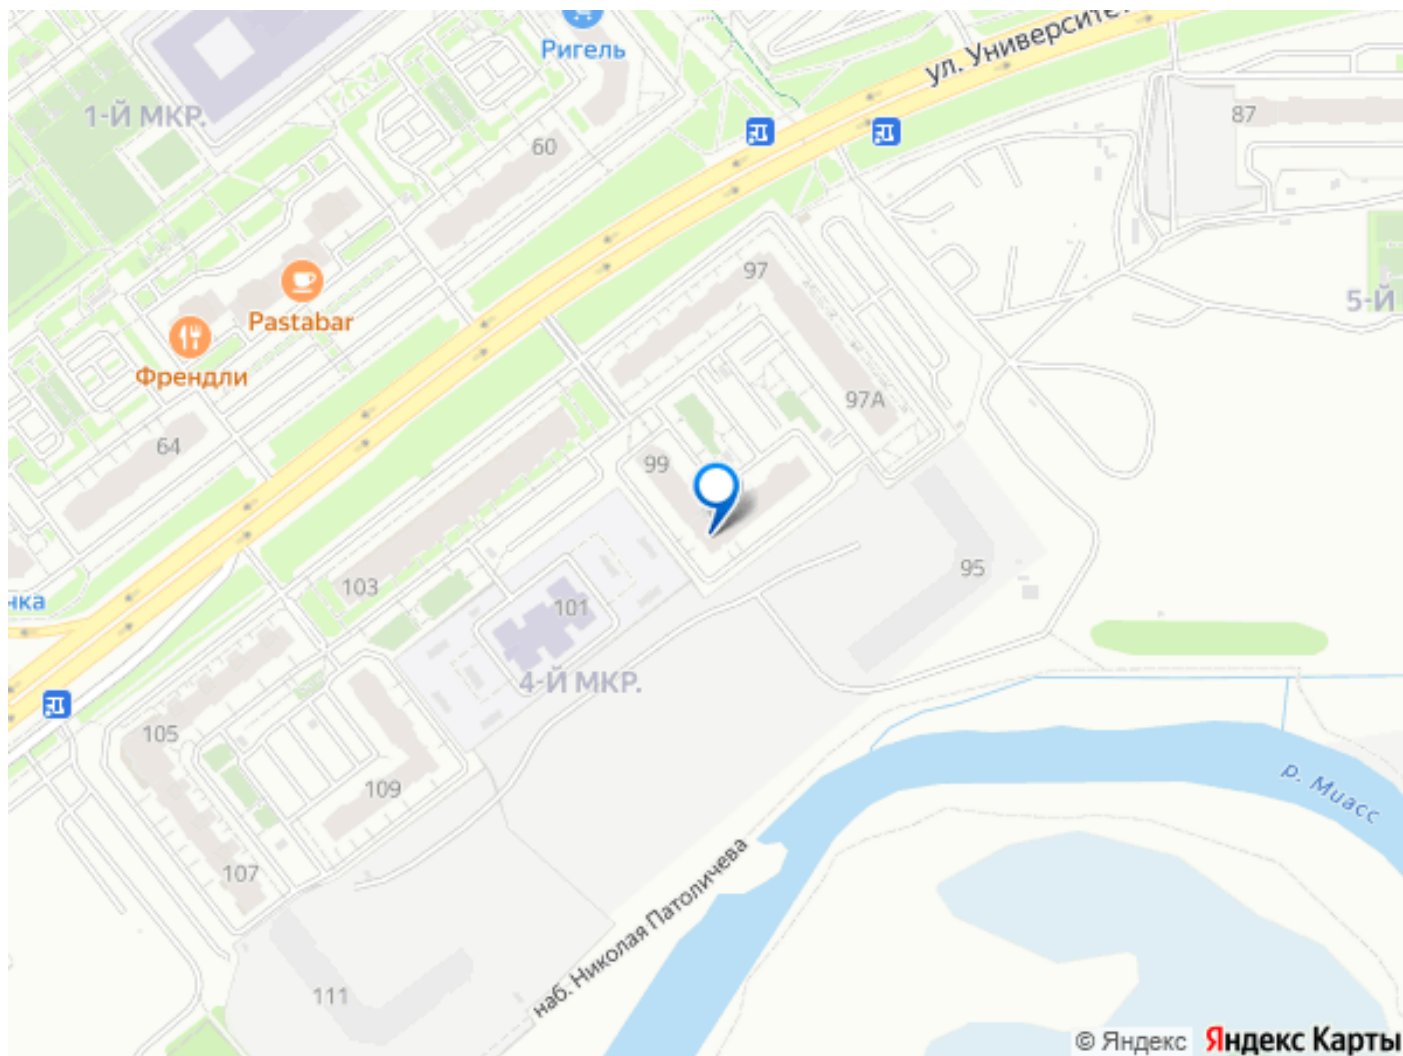 Ригель
ул. Университе
1-Й МКР.
87
60
97
5-Й
Pastabar
Френдли
97А
64
99
95
103
101
нка
4-Й МКР.
105
109
р. Миасс
107
наб. Николая Патоличева
111
© Яндекс Яндекс Карты